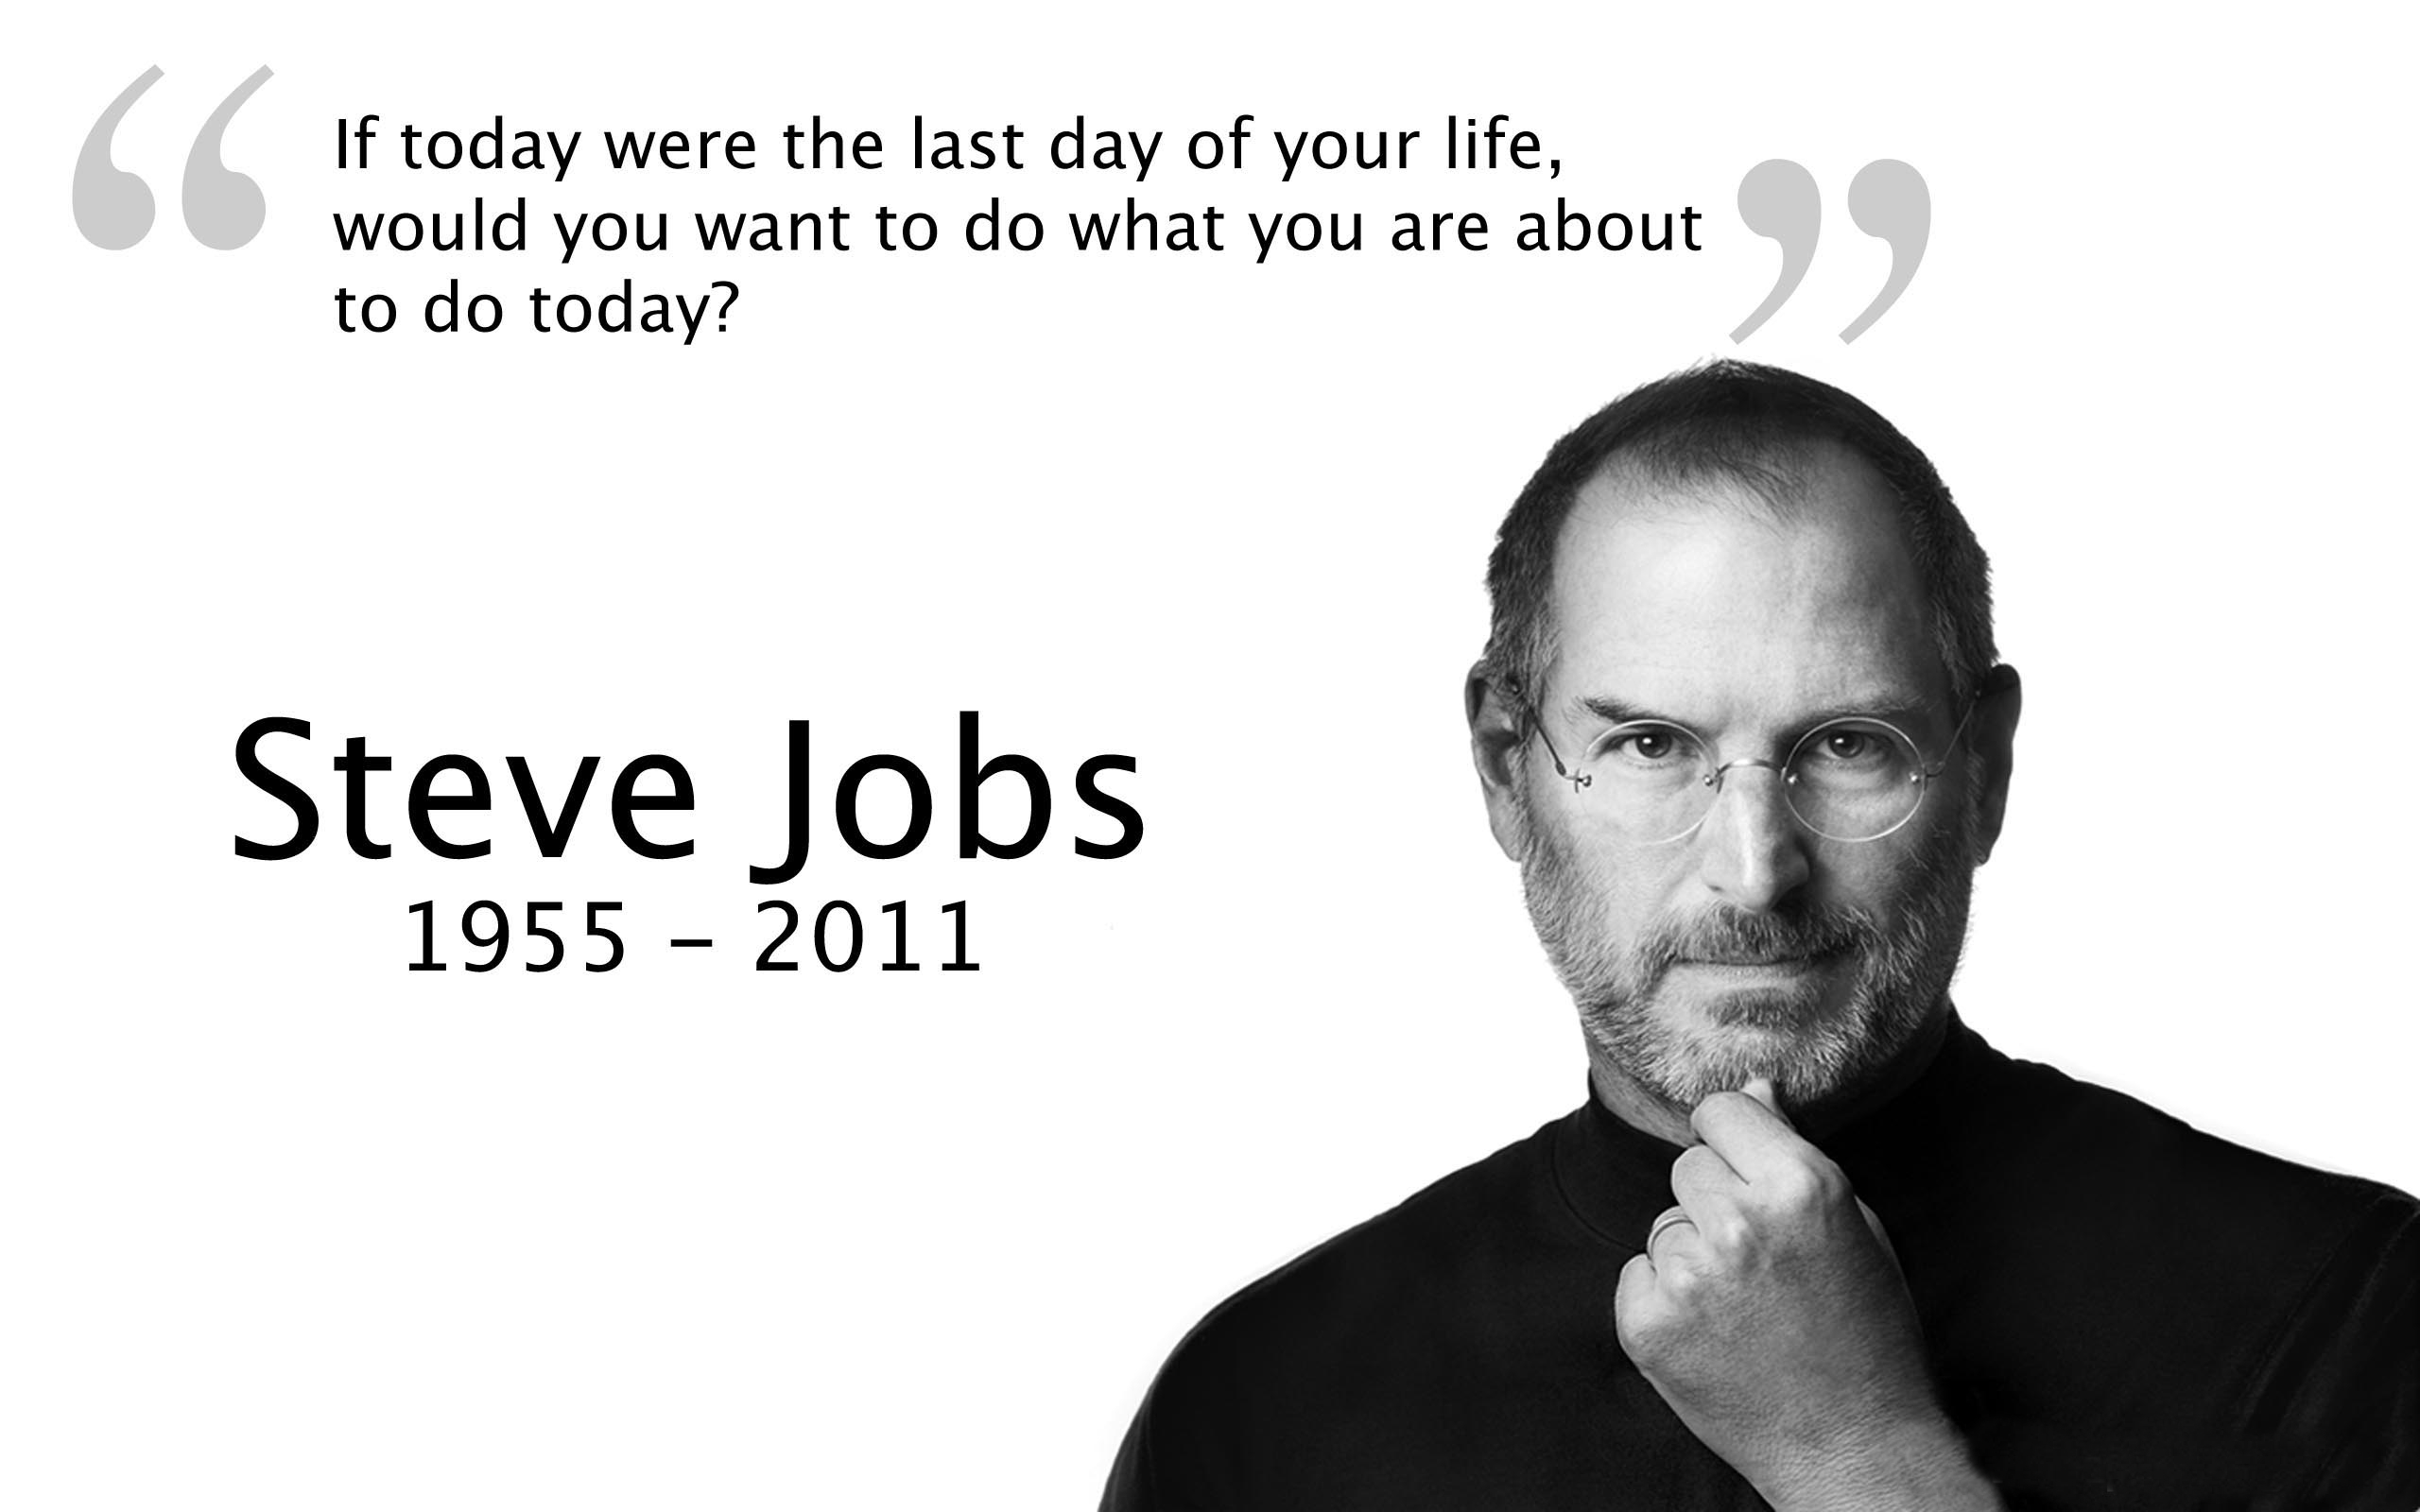 “ If today were the last day of your life,
would you want to do what you are about
to do today? ”
Steve Jobs
1955 – 2011